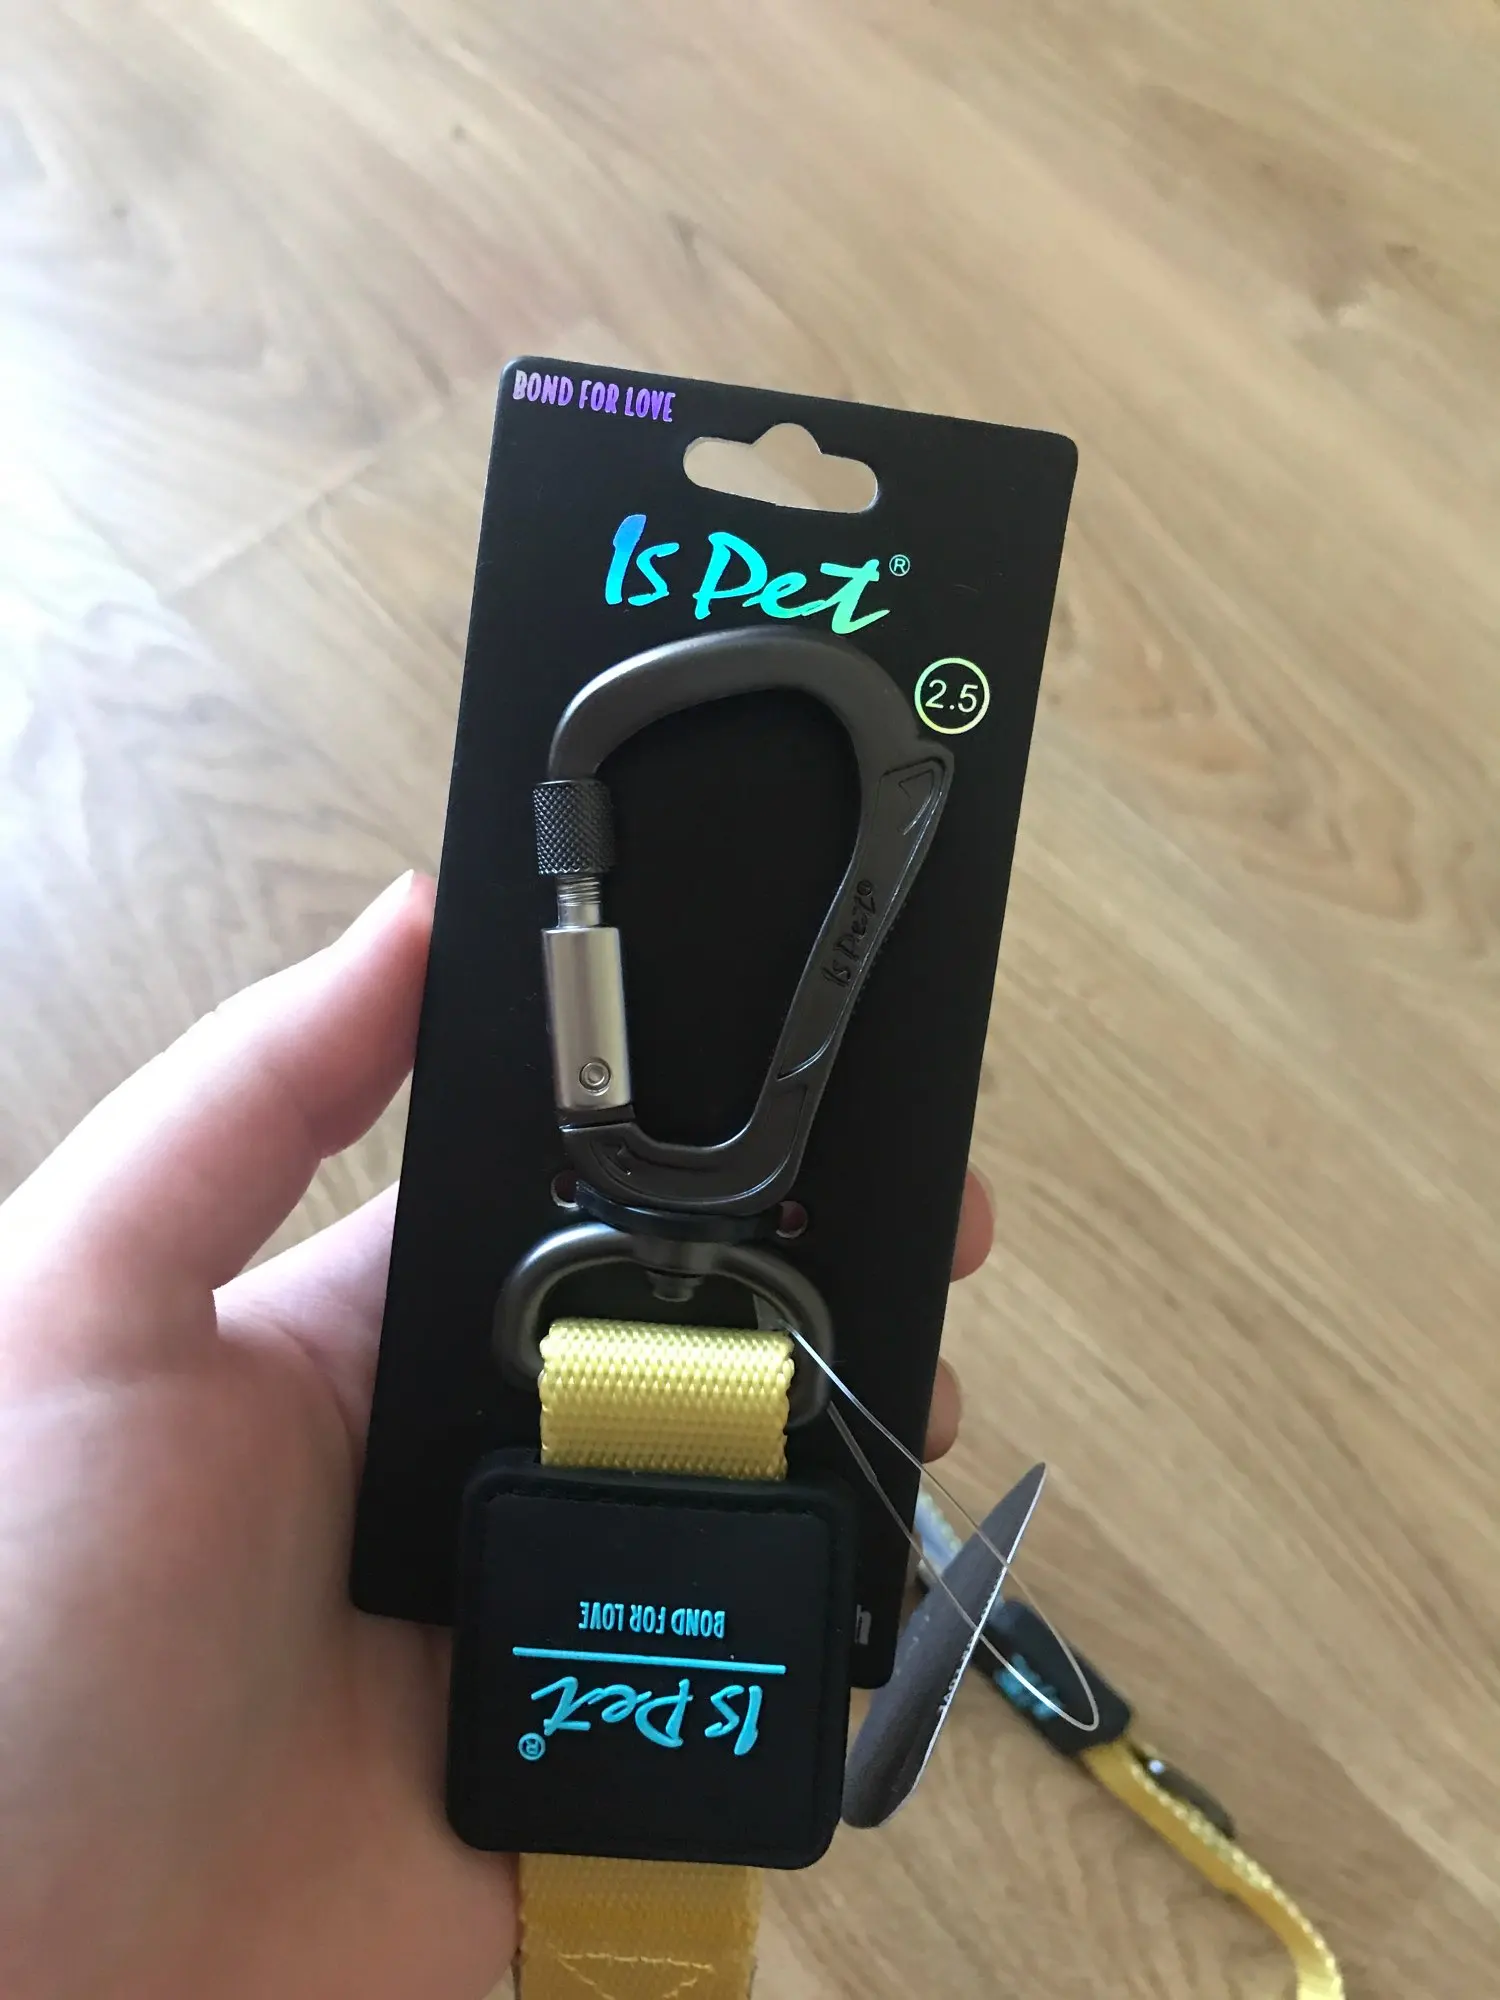 BOND FOR LOVE
Is Pet®
2.5
Is Pet®
BOND FOR LOVE
Is Pet®